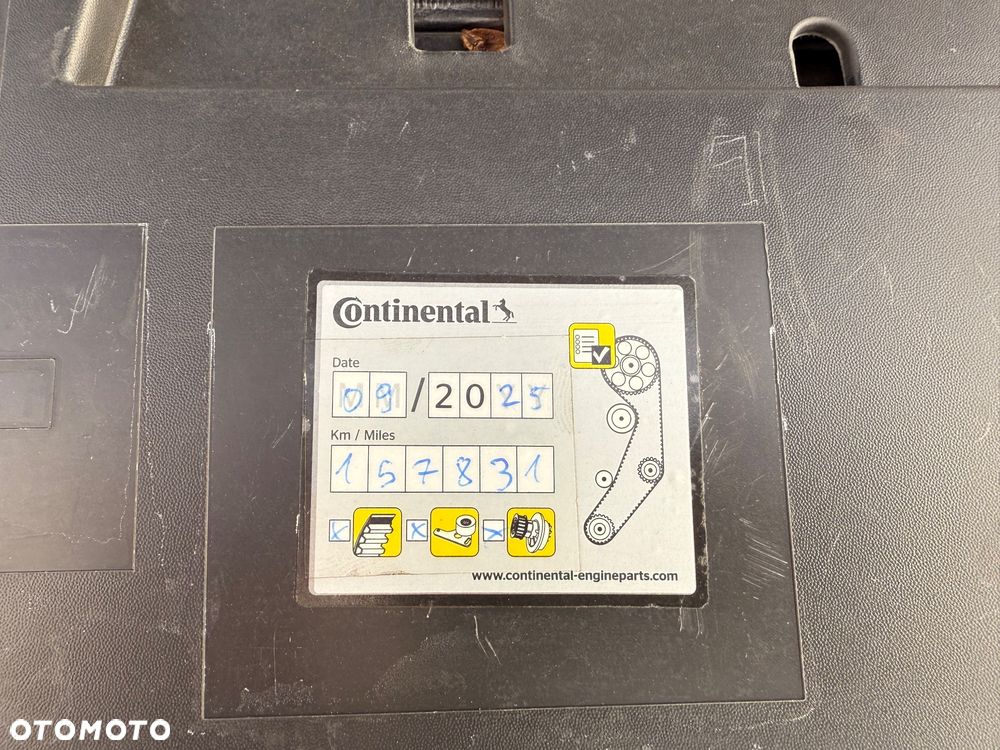 Continental
Date
09/2025
Km / Miles
157831
x x x
www.continental-engineparts.com
OTOMOTO